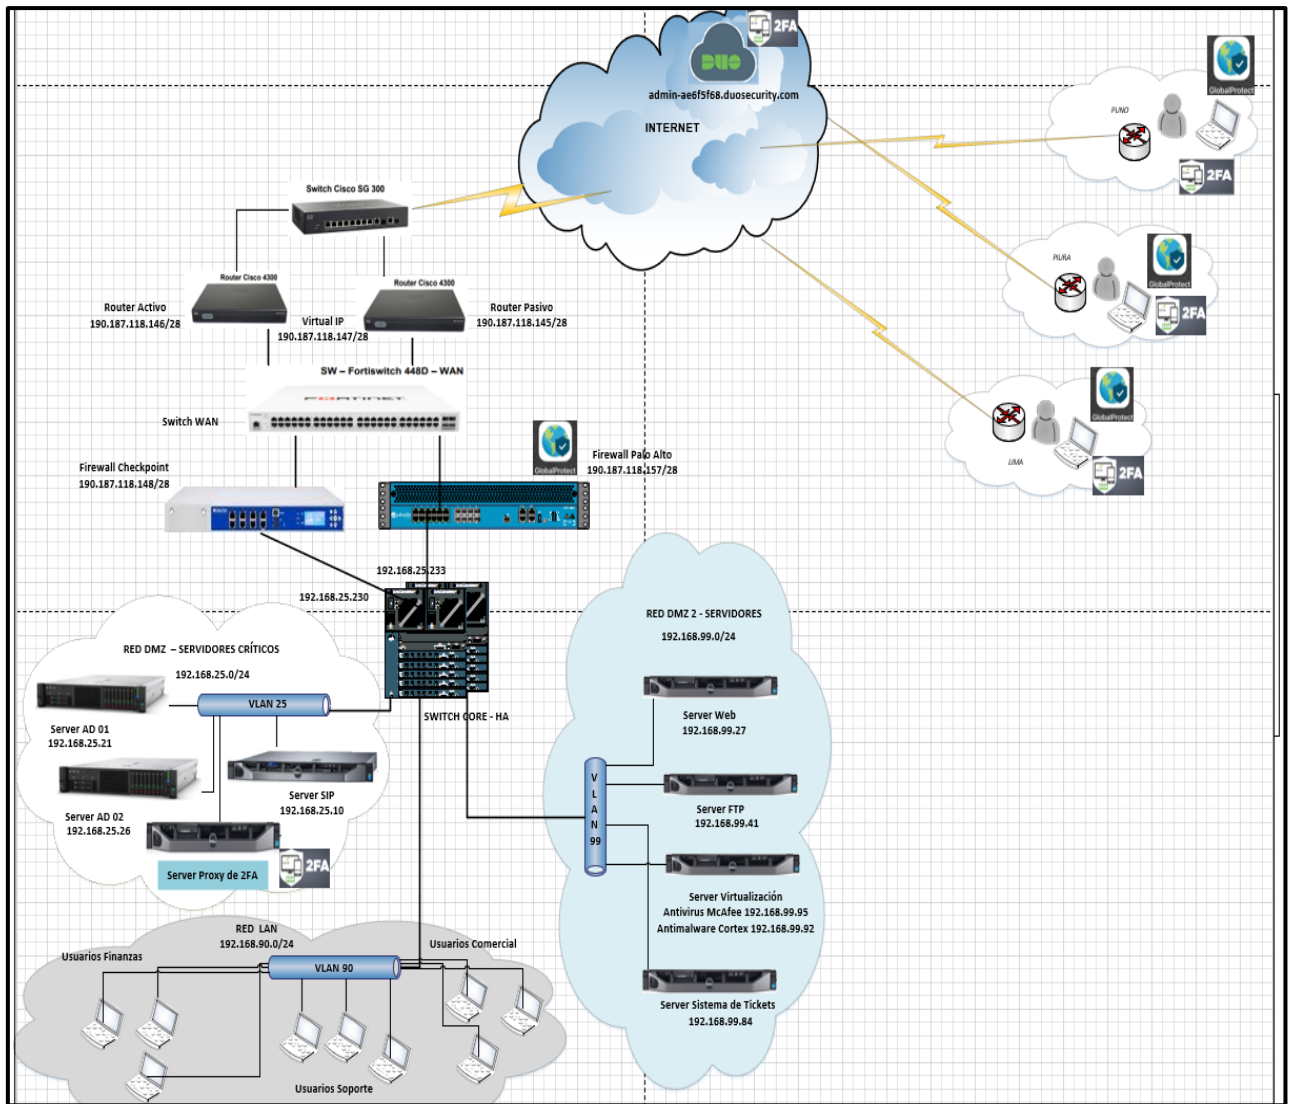 DUO
2FA
admin-ae6f5f68.duosecurity.com
INTERNET
GlobalProtect
PUNO
2FA
Switch Cisco SG 300
GlobalProtect
PIURA
2FA
Router Cisco 4300
Router Cisco 4300
Router Activo
190.187.118.146/28
Virtual IP
190.187.118.147/28
Router Pasivo
190.187.118.145/28
SW – Fortiswitch 448D – WAN
FORTINET
Switch WAN
GlobalProtect
LIMA
2FA
Firewall Checkpoint
190.187.118.148/28
GlobalProtect
Firewall Palo Alto
190.187.118.157/28
192.168.25.233
192.168.25.230
SWITCH CORE - HA
RED DMZ – SERVIDORES CRÍTICOS
192.168.25.0/24
VLAN 25
Server AD 01
192.168.25.21
Server SIP
192.168.25.10
Server AD 02
192.168.25.26
Server Proxy de 2FA
2FA
RED DMZ 2 - SERVIDORES
192.168.99.0/24
Server Web
192.168.99.27
VLAN 99
Server FTP
192.168.99.41
Server Virtualización
Antivirus McAfee 192.168.99.95
Antimalware Cortex 192.168.99.92
Server Sistema de Tickets
192.168.99.84
RED LAN
192.168.90.0/24
Usuarios Finanzas
Usuarios Comercial
VLAN 90
Usuarios Soporte